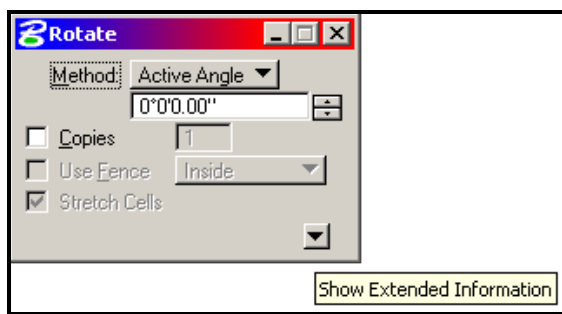 Rotate
Method: Active Angle
0°0'0.00"
Copies 1
Use Fence Inside
Stretch Cells
Show Extended Information